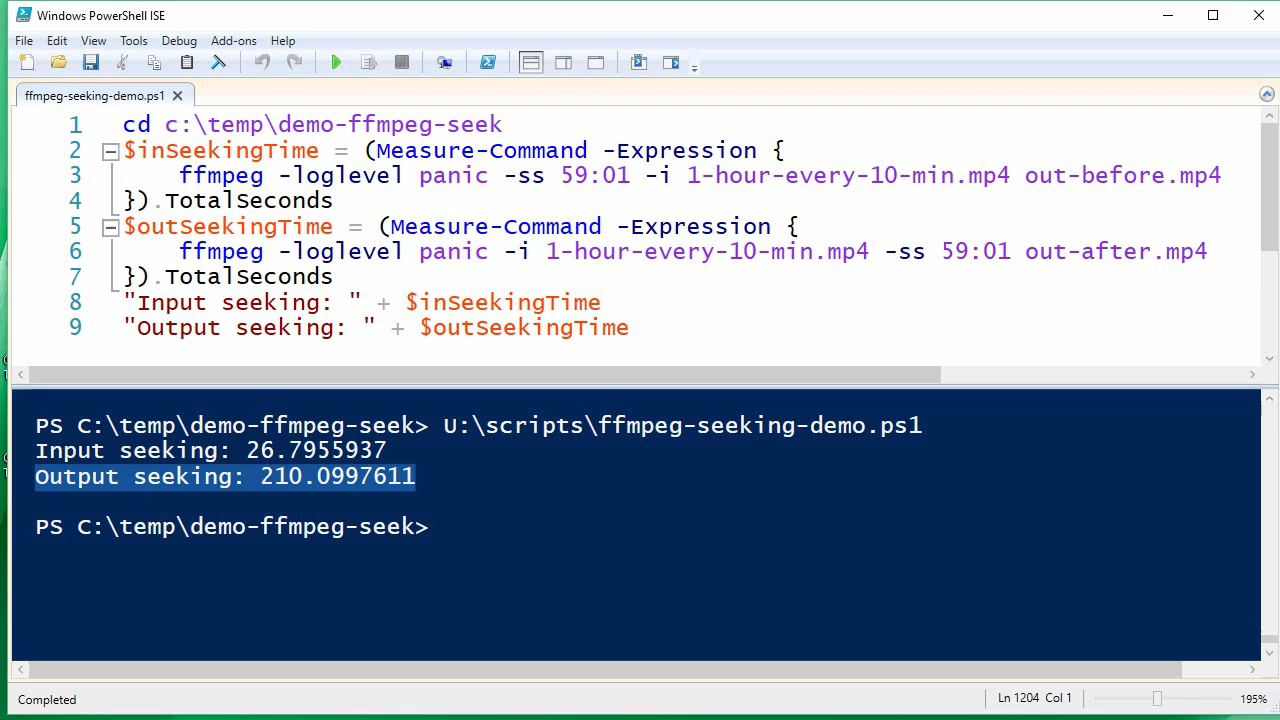 Windows PowerShell ISE
File Edit View Tools Debug Add-ons Help
ffmpeg-seeking-demo.ps1
1 cd c:\temp\demo-ffmpeg-seek
2 $inSeekingTime = (Measure-Command -Expression {
3 ffmpeg -loglevel panic -ss 59:01 -i 1-hour-every-10-min.mp4 out-before.mp4
4 }).TotalSeconds
5 $outSeekingTime = (Measure-Command -Expression {
6 ffmpeg -loglevel panic -i 1-hour-every-10-min.mp4 -ss 59:01 out-after.mp4
7 }).TotalSeconds
8 "Input seeking: " + $inSeekingTime
9 "Output seeking: " + $outSeekingTime
PS C:\temp\demo-ffmpeg-seek> U:\scripts\ffmpeg-seeking-demo.ps1
Input seeking: 26.7955937
Output seeking: 210.0997611
PS C:\temp\demo-ffmpeg-seek>
Completed Ln 1204 Col 1 195%